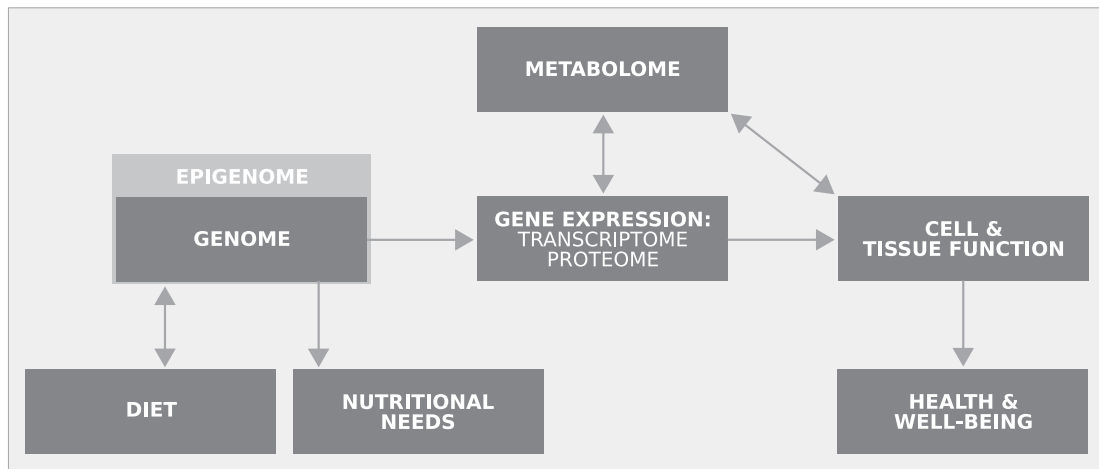 METABOLOME
EPIGENOME
GENOME
GENE EXPRESSION:
TRANSCRIPTOME
PROTEOME
CELL &
TISSUE FUNCTION
DIET
NUTRITIONAL
NEEDS
HEALTH &
WELL-BEING